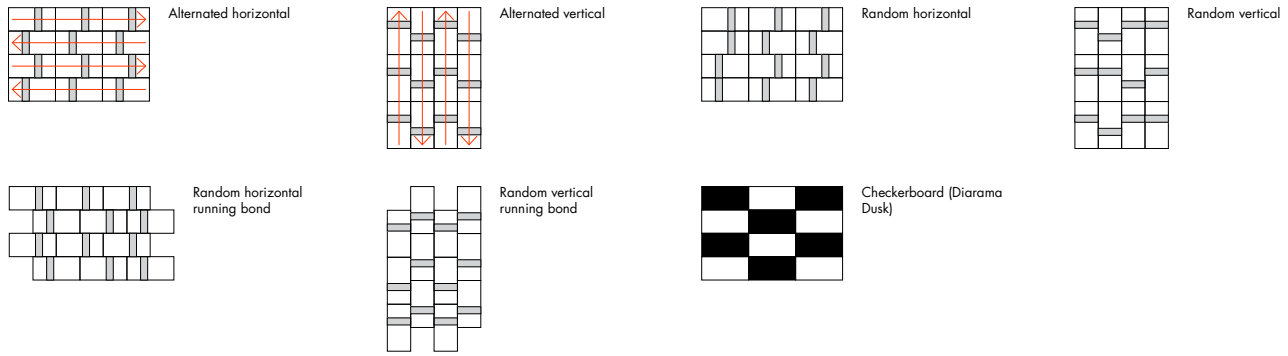 Alternated horizontal
Alternated vertical
Random horizontal
Random vertical
Random horizontal
running bond
Random vertical
running bond
Checkerboard (Diarama
Dusk)